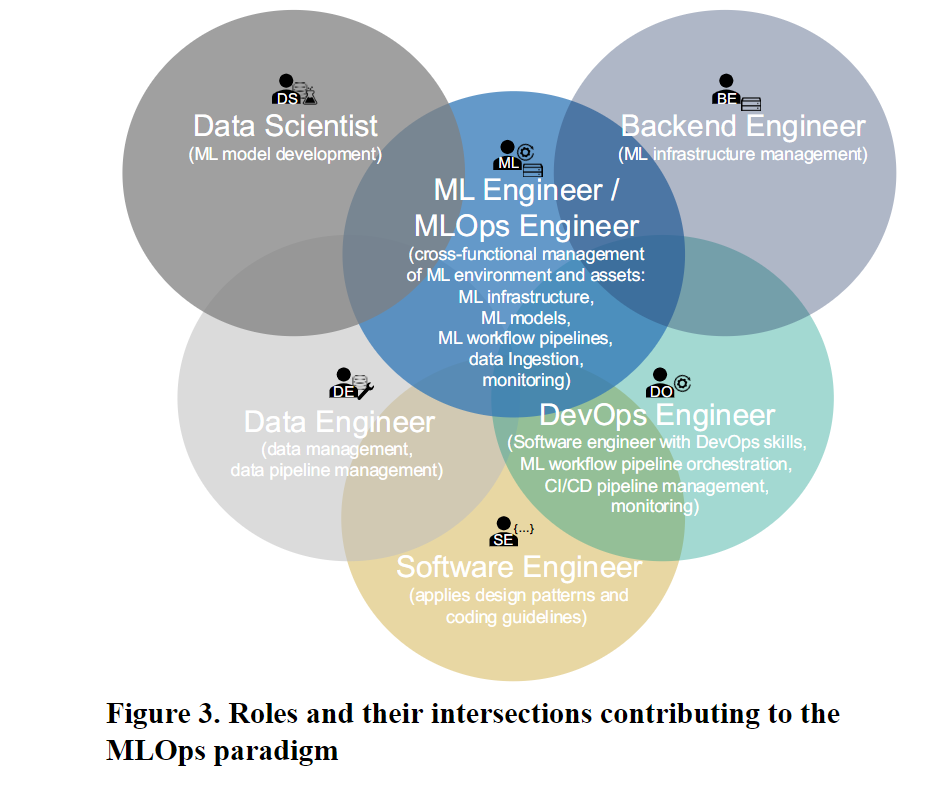 DS
Data Scientist
(ML model development)
BE
Backend Engineer
(ML infrastructure management)
ML
ML Engineer /
MLOps Engineer
(cross-functional management
of ML environment and assets:
ML infrastructure,
ML models,
ML workflow pipelines,
data Ingestion,
monitoring)
DE
Data Engineer
(data management,
data pipeline management)
DO
DevOps Engineer
(Software engineer with DevOps skills,
ML workflow pipeline orchestration,
CI/CD pipeline management,
monitoring)
SE {...}
Software Engineer
(applies design patterns and
coding guidelines)
Figure 3. Roles and their intersections contributing to the
MLOps paradigm